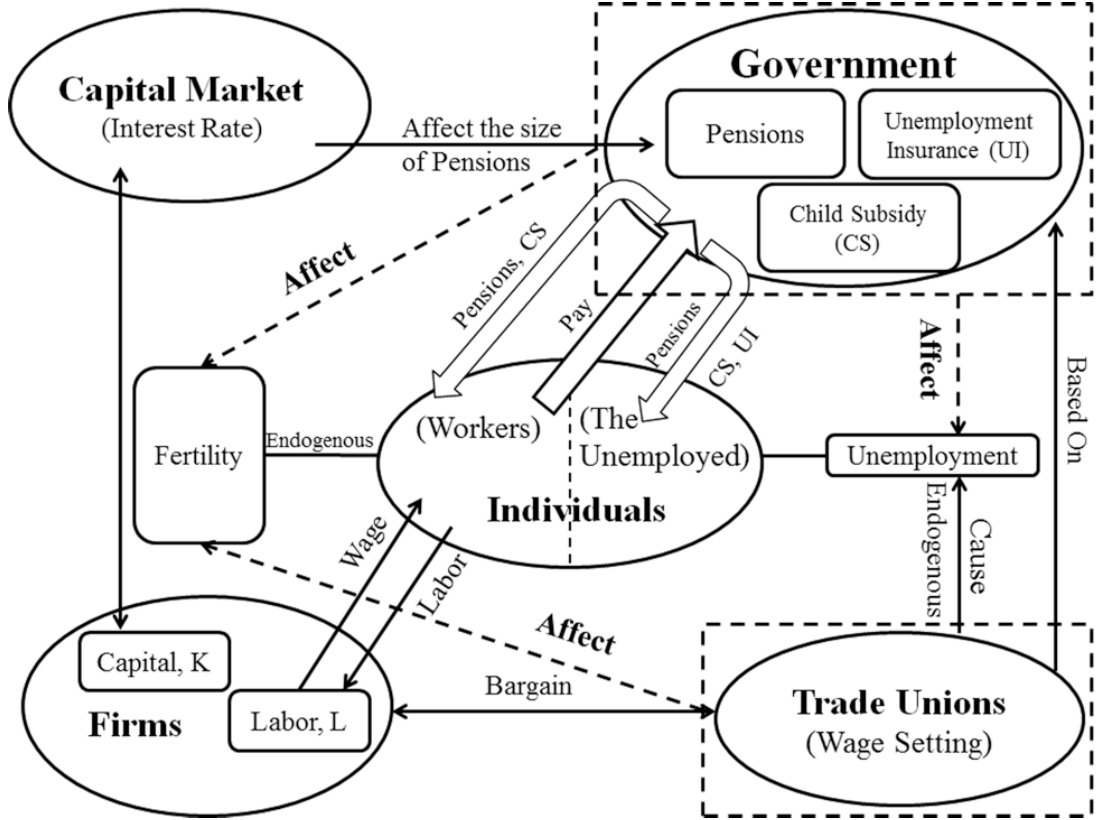 Capital Market
(Interest Rate)
Affect the size
of Pensions
Government
Pensions
Unemployment
Insurance (UI)
Child Subsidy
(CS)
Affect
Pensions, CS
Pay
Pensions
CS, UI
Affect
Based On
Fertility
Endogenous
(Workers)
(The
Unemployed)
Individuals
Unemployment
Endogenous
Cause
Wage
Labor
Affect
Capital, K
Labor, L
Firms
Bargain
Trade Unions
(Wage Setting)